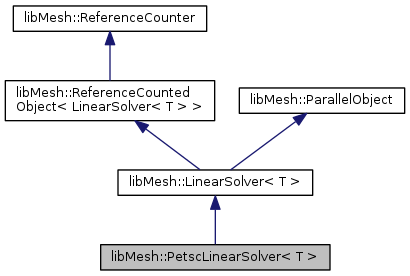 libMesh::ReferenceCounter
libMesh::ReferenceCounted
Object< LinearSolver< T > >
libMesh::ParallelObject
libMesh::LinearSolver< T >
libMesh::PetscLinearSolver< T >